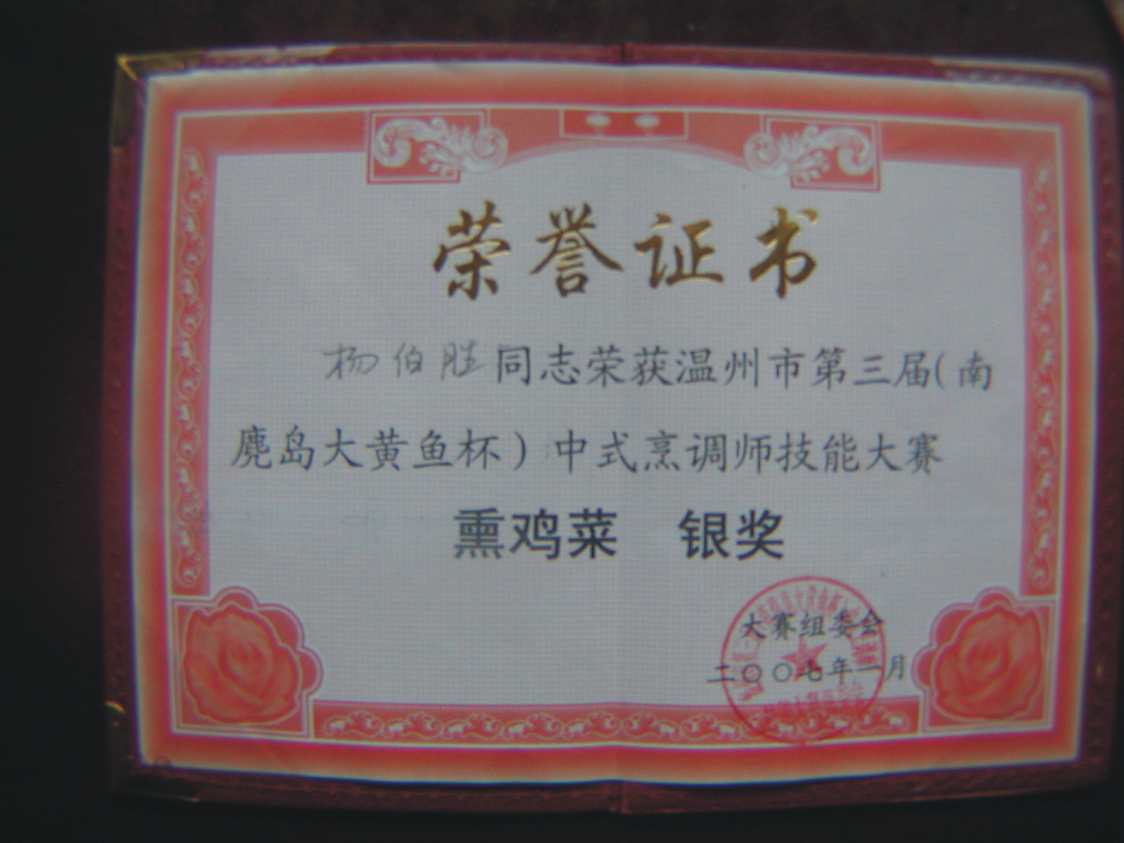 荣誉证书
杨伯胜同志荣获温州市第三届(南
麂岛大黄鱼杯)中式烹调师技能大赛
熏鸡菜 银奖
大赛组委会
二〇〇七年一月